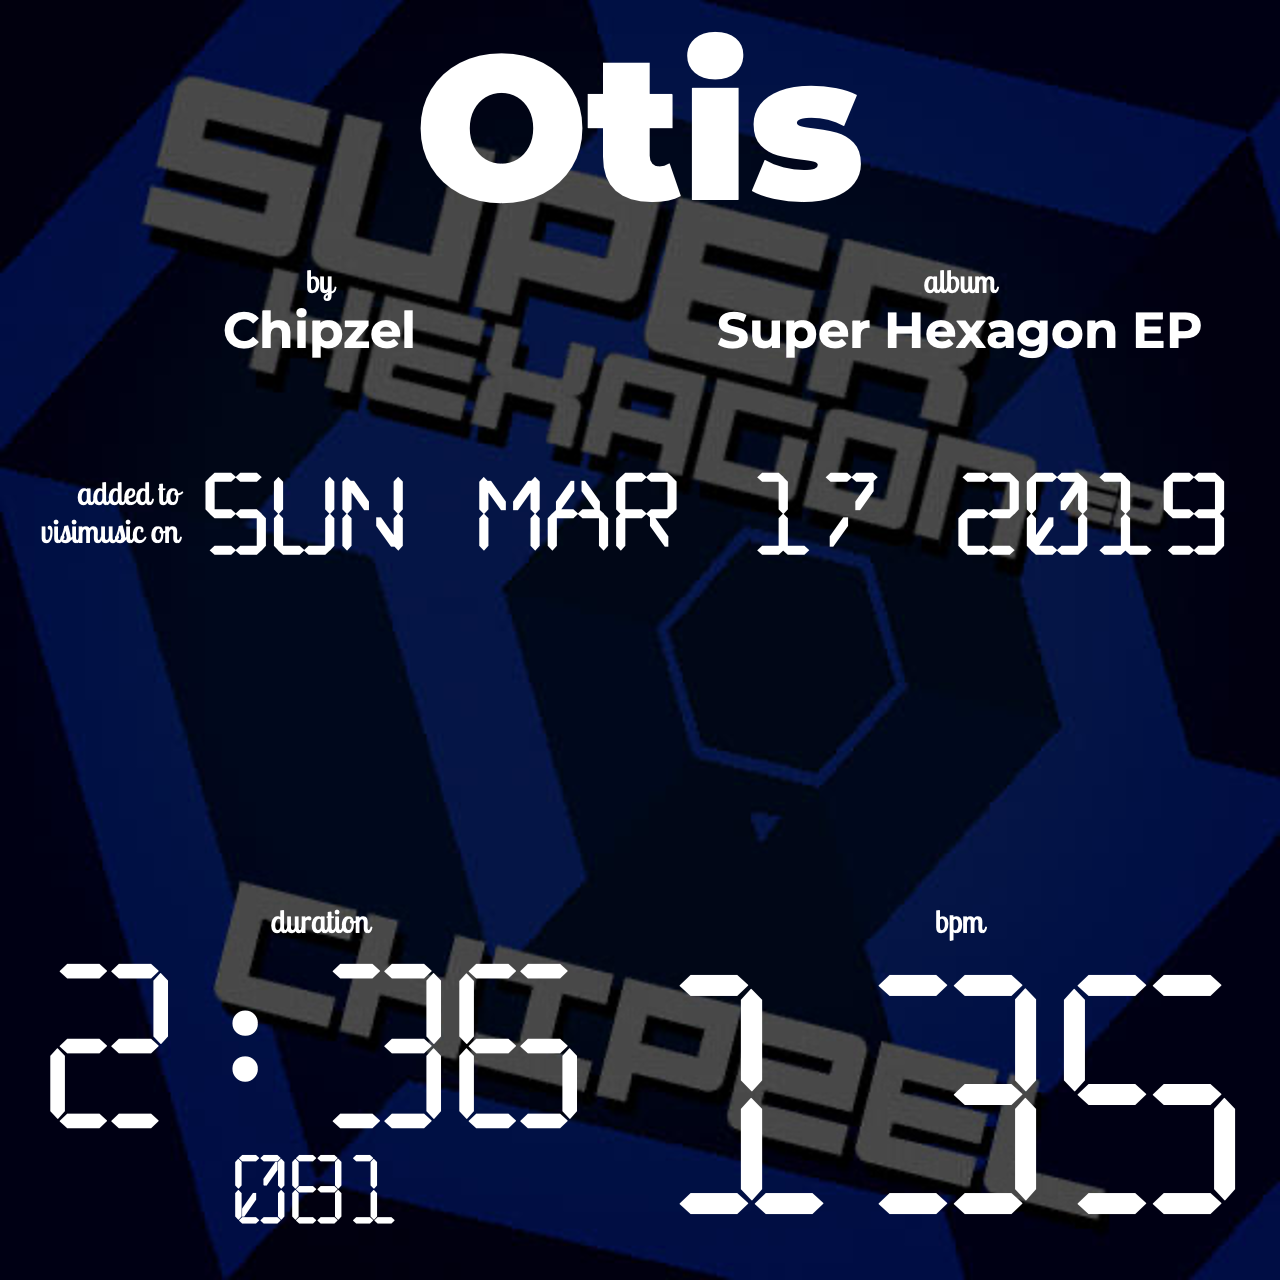 Otis
SUPER
HEXAGON EP
by
Chipzel
album
Super Hexagon EP
added to
visimusic on
SUN MAR 17 2019
duration
2:36
081
bpm
135
CHIPZEL